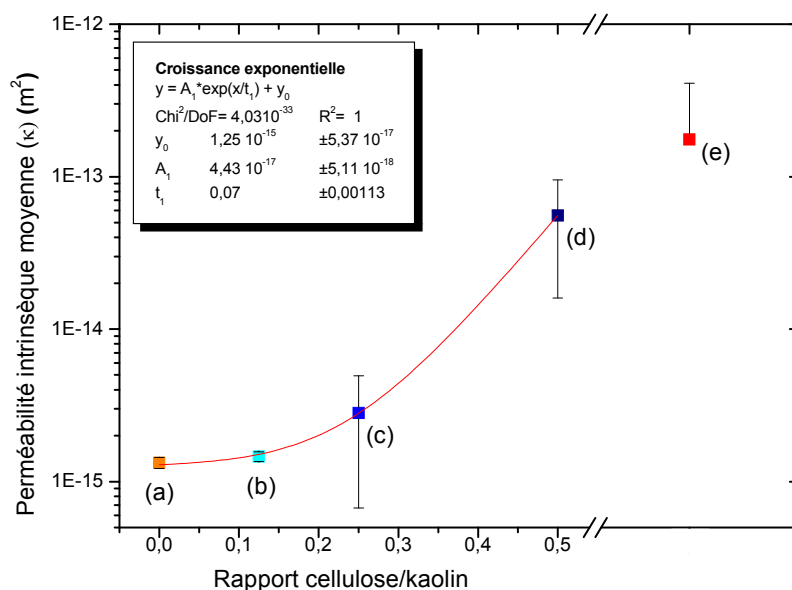 1E-12
1E-13
1E-14
1E-15
Perméabilité intrinsèque moyenne (κ) (m²)
Croissance exponentielle
y = A₁*exp(x/t₁) + y₀
Chi²/DoF= 4,0310⁻³³ R²= 1
y₀ 1,25 10⁻¹⁵ ±5,37 10⁻¹⁷
A₁ 4,43 10⁻¹⁷ ±5,11 10⁻¹⁸
t₁ 0,07 ±0,00113
(a)
(b)
(c)
(d)
(e)
0,0 0,1 0,2 0,3 0,4 0,5
Rapport cellulose/kaolin